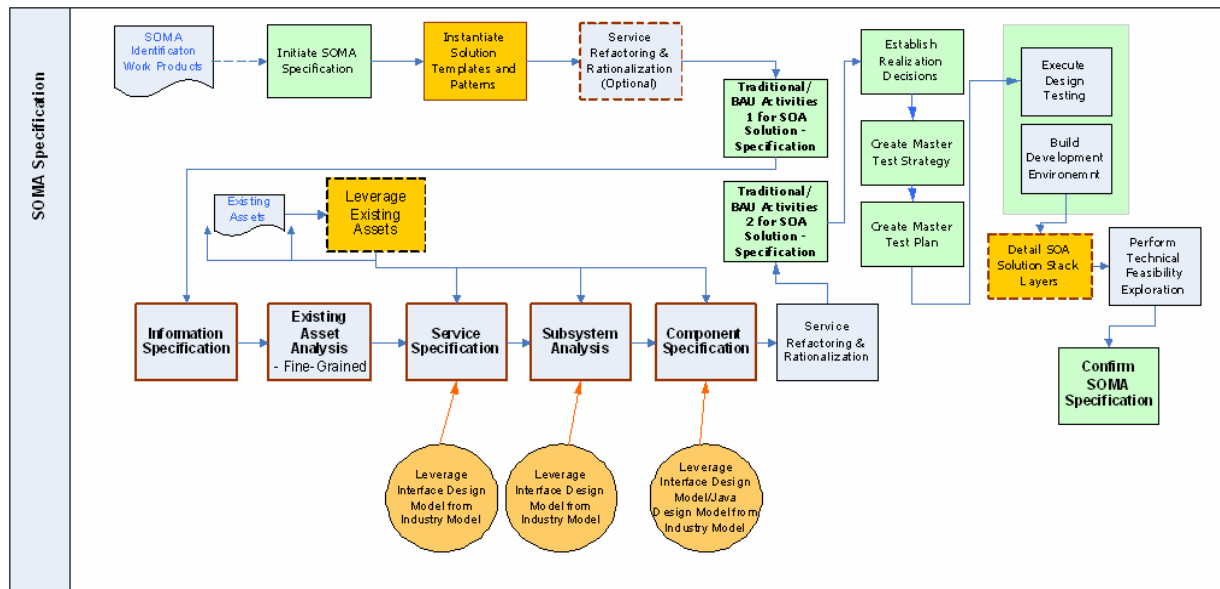 SOMA Specification
SOMA
Identificaton
Work Products
Initiate SOMA
Specification
Instantiate
Solution
Templates and
Patterns
Service
Refactoring &
Rationalization
(Optional)
Traditional/
BAU Activities
1 for SOA
Solution -
Specification
Establish
Realization
Decisions
Execute
Design
Testing
Create Master
Test Strategy
Build
Development
Environemnt
Existing
Assets
Leverage
Existing
Assets
Traditional/
BAU Activities
2 for SOA
Solution -
Specification
Create Master
Test Plan
Detail SOA
Solution Stack
Layers
Perform
Technical
Feasibility
Exploration
Information
Specification
Existing
Asset
Analysis
- Fine-Grained
Service
Specification
Subsystem
Analysis
Component
Specification
Service
Refactoring &
Rationalization
Confirm
SOMA
Specification
Leverage
Interface Design
Model from
Industry Model
Leverage
Interface Design
Model from
Industry Model
Leverage
Interface Design
Model/Java
Design Model from
Industry Model